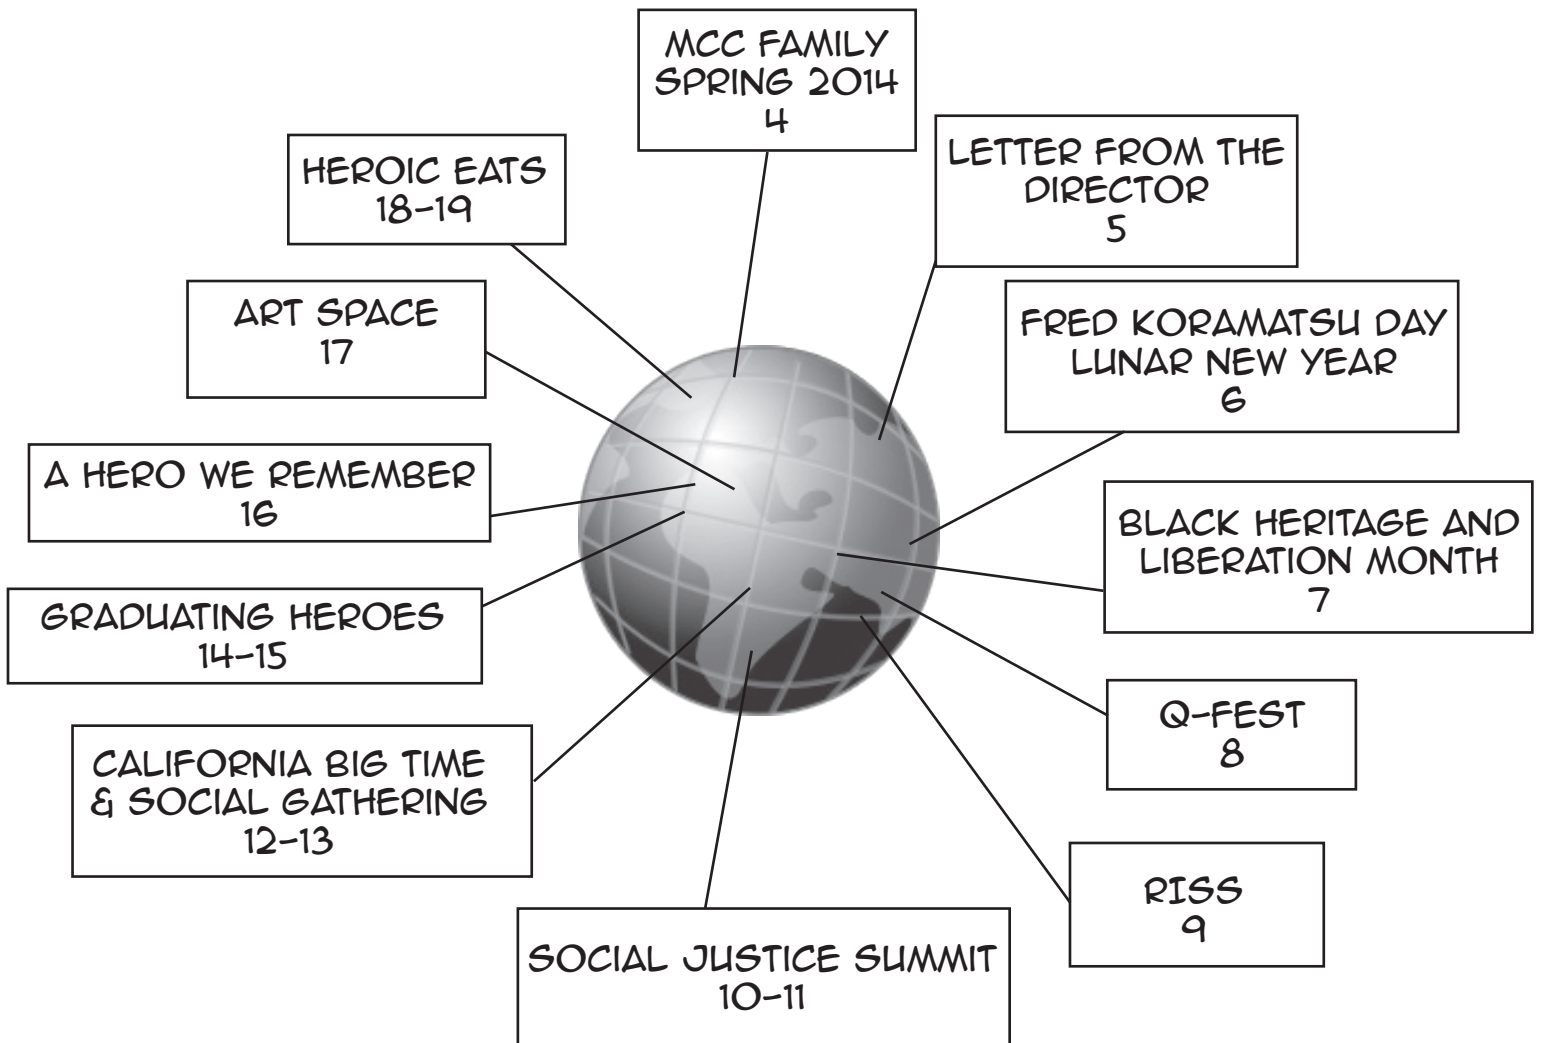 MCC FAMILY
SPRING 2014
4
LETTER FROM THE
DIRECTOR
5
FRED KORAMATSU DAY
LUNAR NEW YEAR
6
BLACK HERITAGE AND
LIBERATION MONTH
7
Q-FEST
8
RISS
9
SOCIAL JUSTICE SUMMIT
10-11
CALIFORNIA BIG TIME
& SOCIAL GATHERING
12-13
GRADUATING HEROES
14-15
A HERO WE REMEMBER
16
ART SPACE
17
HEROIC EATS
18-19